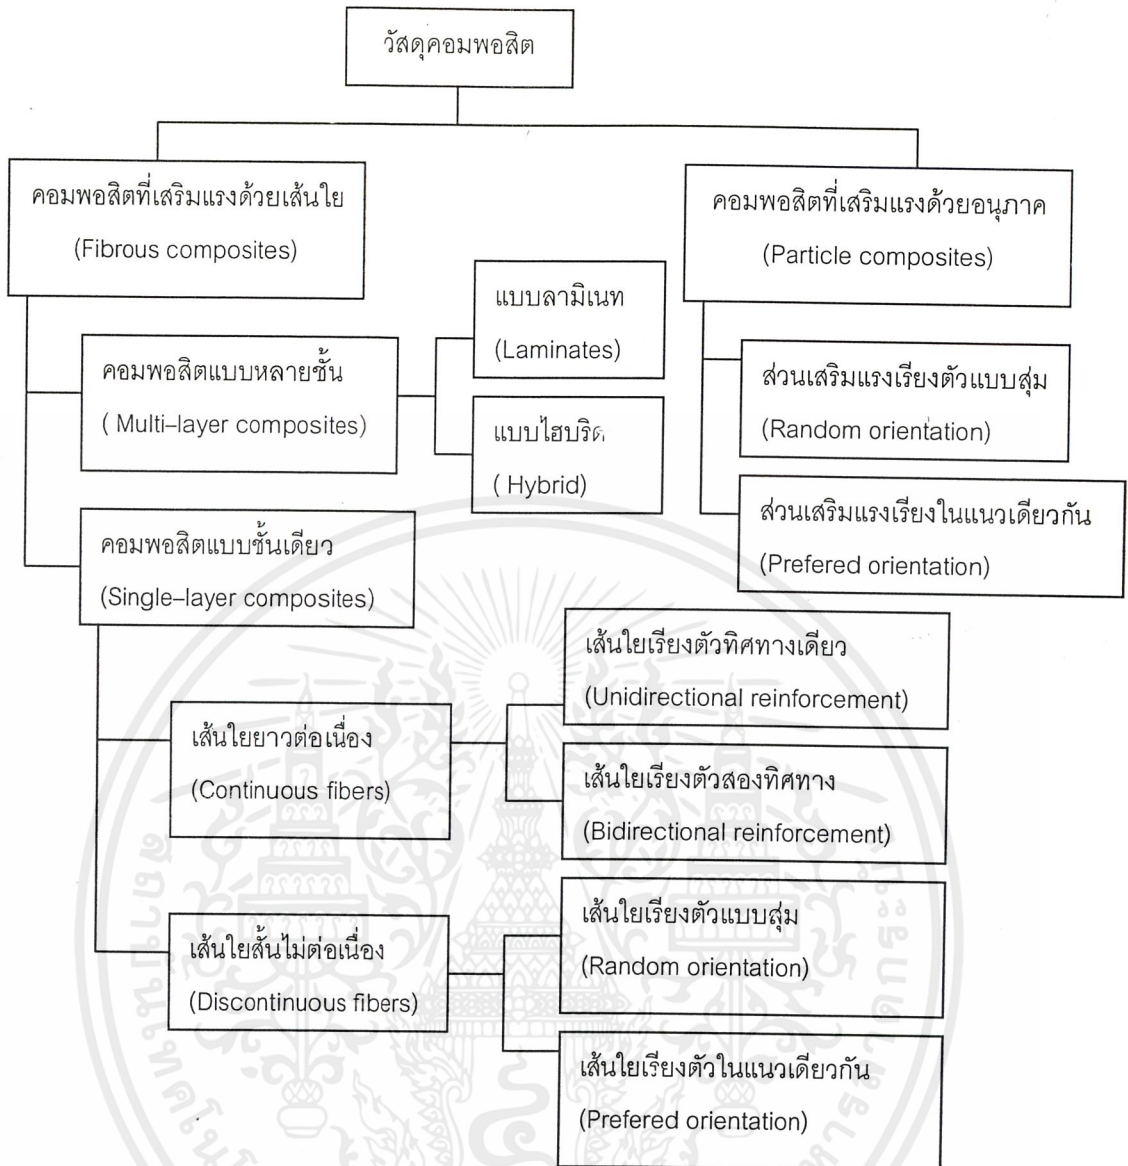 วัสดุคอมพอสิต
คอมพอสิตที่เสริมแรงด้วยเส้นใย
(Fibrous composites)
คอมพอสิตที่เสริมแรงด้วยอนุภาค
(Particle composites)
แบบลามิเนท
(Laminates)
คอมพอสิตแบบหลายชั้น
( Multi–layer composites)
แบบไฮบริด
( Hybrid)
ส่วนเสริมแรงเรียงตัวแบบสุ่ม
(Random orientation)
ส่วนเสริมแรงเรียงในแนวเดียวกัน
(Prefered orientation)
คอมพอสิตแบบชั้นเดียว
(Single–layer composites)
เส้นใยเรียงตัวทิศทางเดียว
(Unidirectional reinforcement)
เส้นใยยาวต่อเนื่อง
(Continuous fibers)
เส้นใยเรียงตัวสองทิศทาง
(Bidirectional reinforcement)
เส้นใยเรียงตัวแบบสุ่ม
(Random orientation)
เส้นใยสั้นไม่ต่อเนื่อง
(Discontinuous fibers)
เส้นใยเรียงตัวในแนวเดียวกัน
(Prefered orientation)